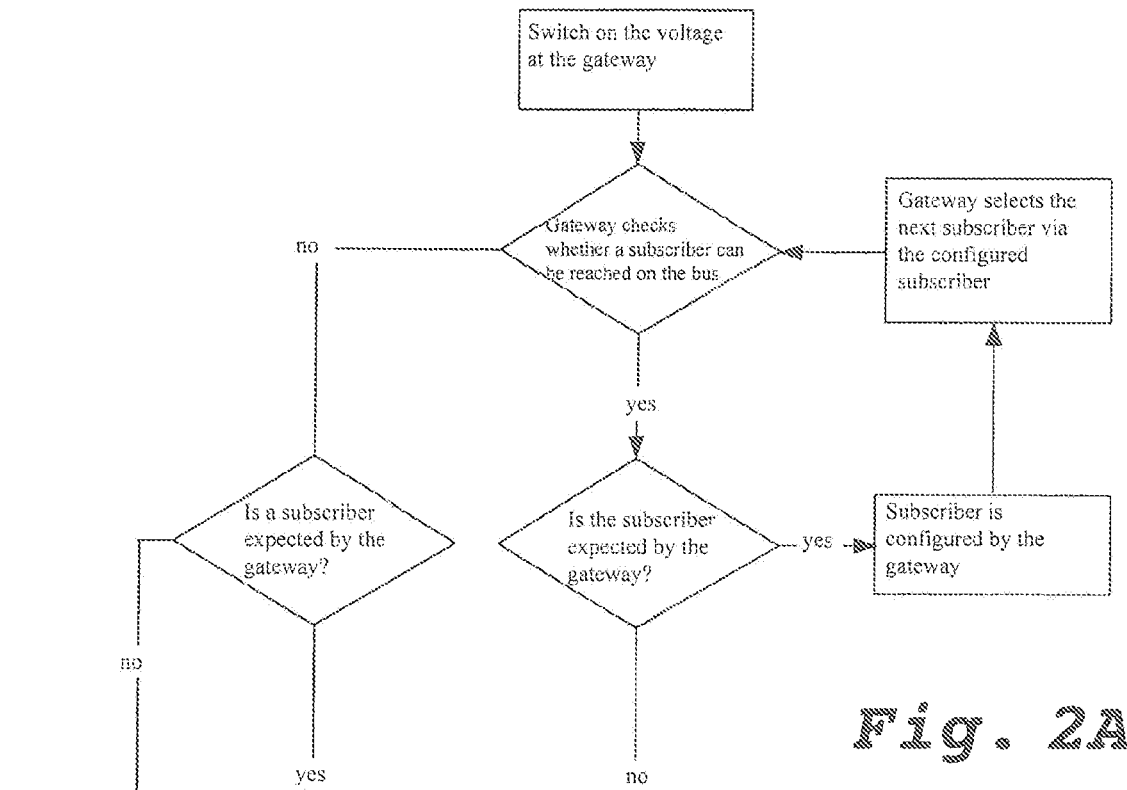 Switch on the voltage
at the gateway
Gateway checks
whether a subscriber can
be reached on the bus
no
Gateway selects the
next subscriber via
the configured
subscriber
yes
Is a subscriber
expected by the
gateway?
Is the subscriber
expected by the
gateway?
yes
Subscriber is
configured by the
gateway
no
yes
no
Fig. 2A